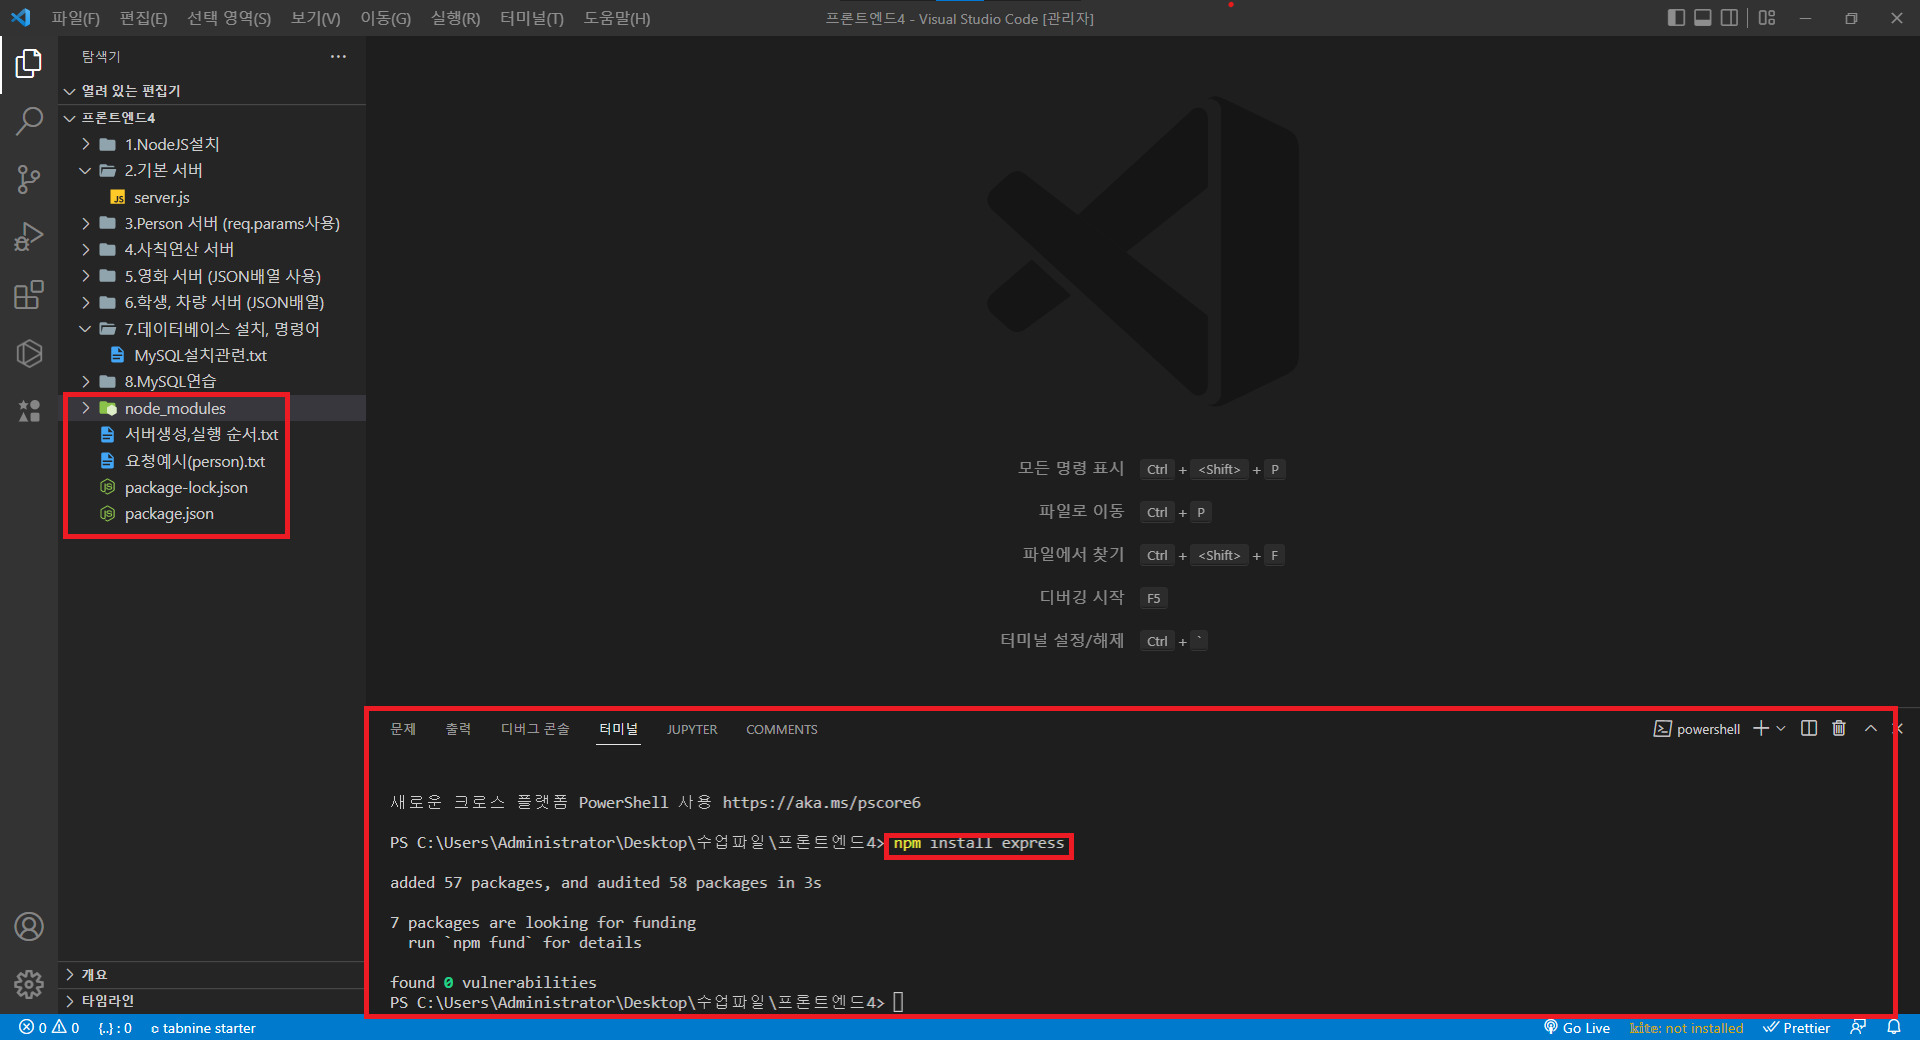 파일(F) 편집(E) 선택 영역(S) 보기(V) 이동(G) 실행(R) 터미널(T) 도움말(H)
프론트엔드4 - Visual Studio Code [관리자]
탐색기
열려 있는 편집기
프론트엔드4
1.NodeJS설치
2.기본 서버
JS server.js
3.Person 서버 (req.params사용)
4.사칙연산 서버
5.영화 서버 (JSON배열 사용)
6.학생, 차량 서버 (JSON배열)
7.데이터베이스 설치, 명령어
MySQL설치관련.txt
8.MySQL연습
node_modules
서버생성,실행 순서.txt
요청예시(person).txt
package-lock.json
package.json
개요
타임라인
모든 명령 표시 Ctrl + <Shift> + P
파일로 이동 Ctrl + P
파일에서 찾기 Ctrl + <Shift> + F
디버깅 시작 F5
터미널 설정/해제 Ctrl + `
문제 출력 디버그 콘솔 터미널 JUPYTER COMMENTS
powershell
새로운 크로스 플랫폼 PowerShell 사용 https://aka.ms/pscore6
PS C:\Users\Administrator\Desktop\수업파일\프론트엔드4> npm install express
added 57 packages, and audited 58 packages in 3s
7 packages are looking for funding
run `npm fund` for details
found 0 vulnerabilities
PS C:\Users\Administrator\Desktop\수업파일\프론트엔드4>
0 0 {..} : 0 tabnine starter
Go Live kite: not installed Prettier